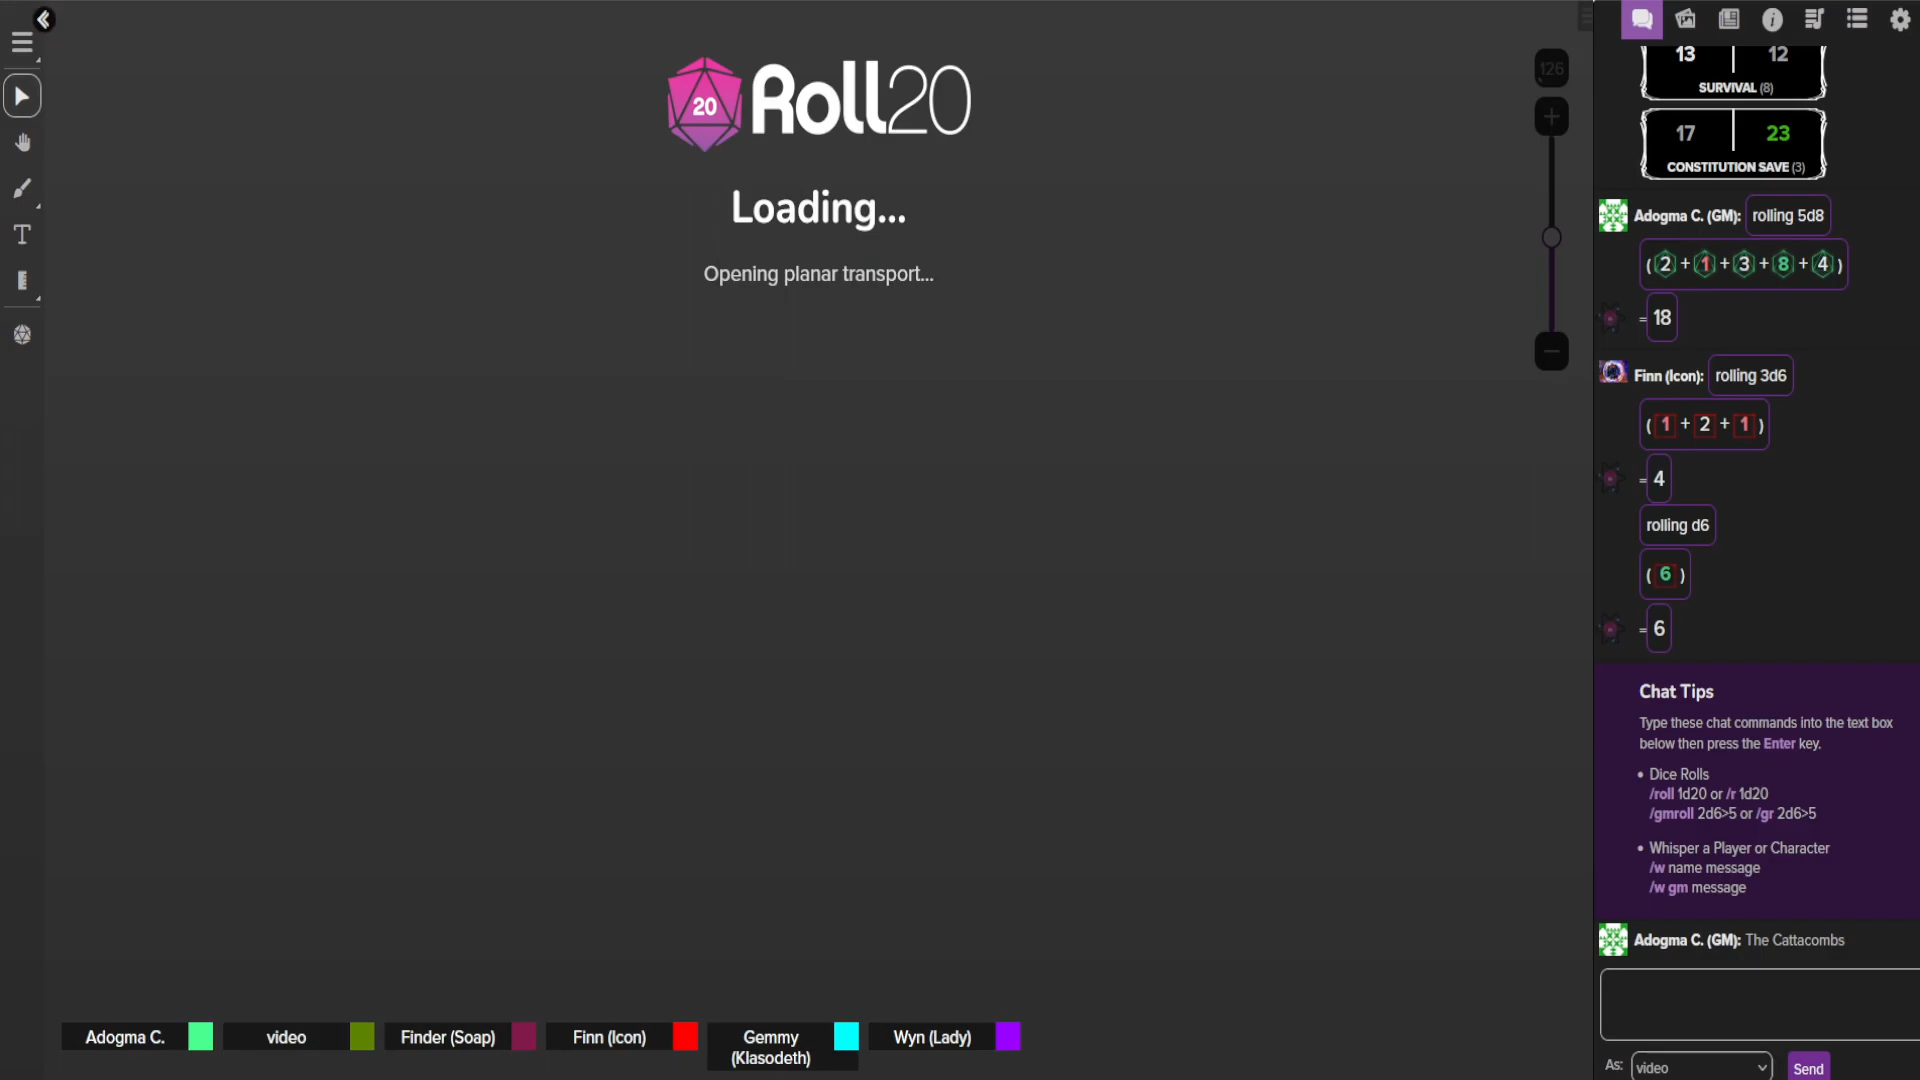 20 Roll20
Loading...
Opening planar transport...
126
13 12
SURVIVAL (8)
17 23
CONSTITUTION SAVE (3)
Adogma C. (GM): rolling 5d8
(2+1+3+8+4)
=18
Finn (Icon): rolling 3d6
(1+2+1)
=4
rolling d6
(6)
=6
Chat Tips
Type these chat commands into the text box
below then press the Enter key.
• Dice Rolls
/roll 1d20 or /r 1d20
/gmroll 2d6>5 or /gr 2d6>5
• Whisper a Player or Character
/w name message
/w gm message
Adogma C. (GM): The Cattacombs
As: video Send
Adogma C. video Finder (Soap) Finn (Icon) Gemmy Wyn (Lady)
(Klasodeth)